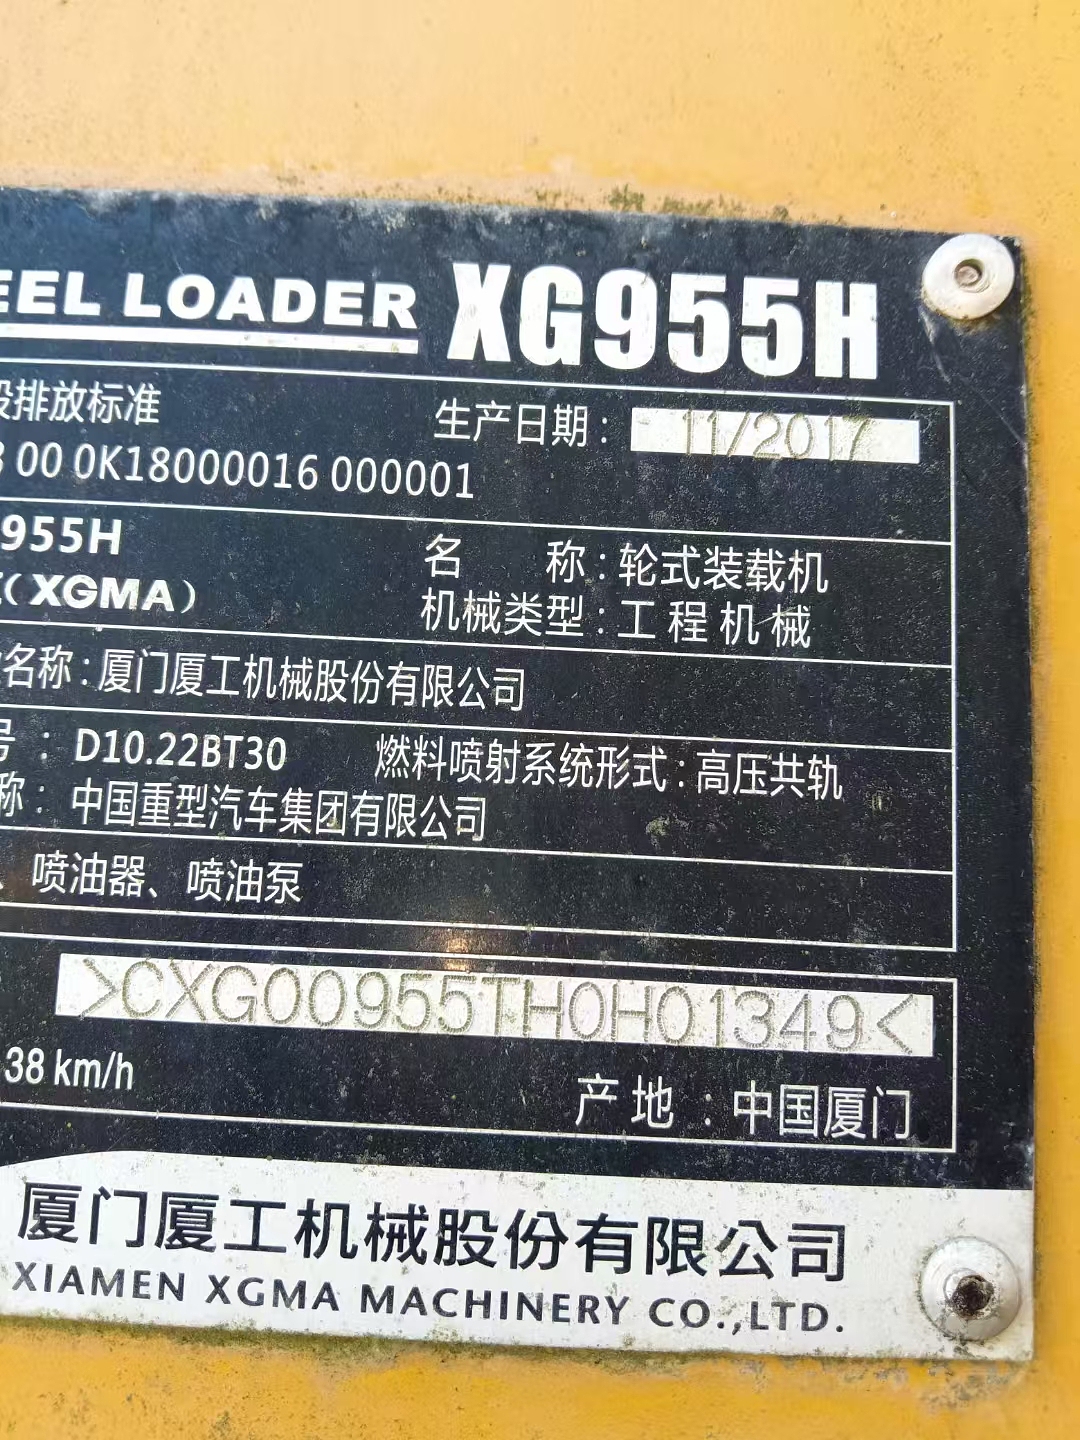 EEL LOADER XG955H
排放标准 生产日期: 11/2017
00 0K18000016 000001
955H 名 称: 轮式装载机
(XGMA) 机械类型: 工程机械
名称: 厦门厦工机械股份有限公司
号: D10.22BT30 燃料喷射系统形式: 高压共轨
称: 中国重型汽车集团有限公司
、喷油器、喷油泵
>CXG00955TH0H01349<
38 km/h
产地: 中国厦门
厦门厦工机械股份有限公司
XIAMEN XGMA MACHINERY CO.,LTD.